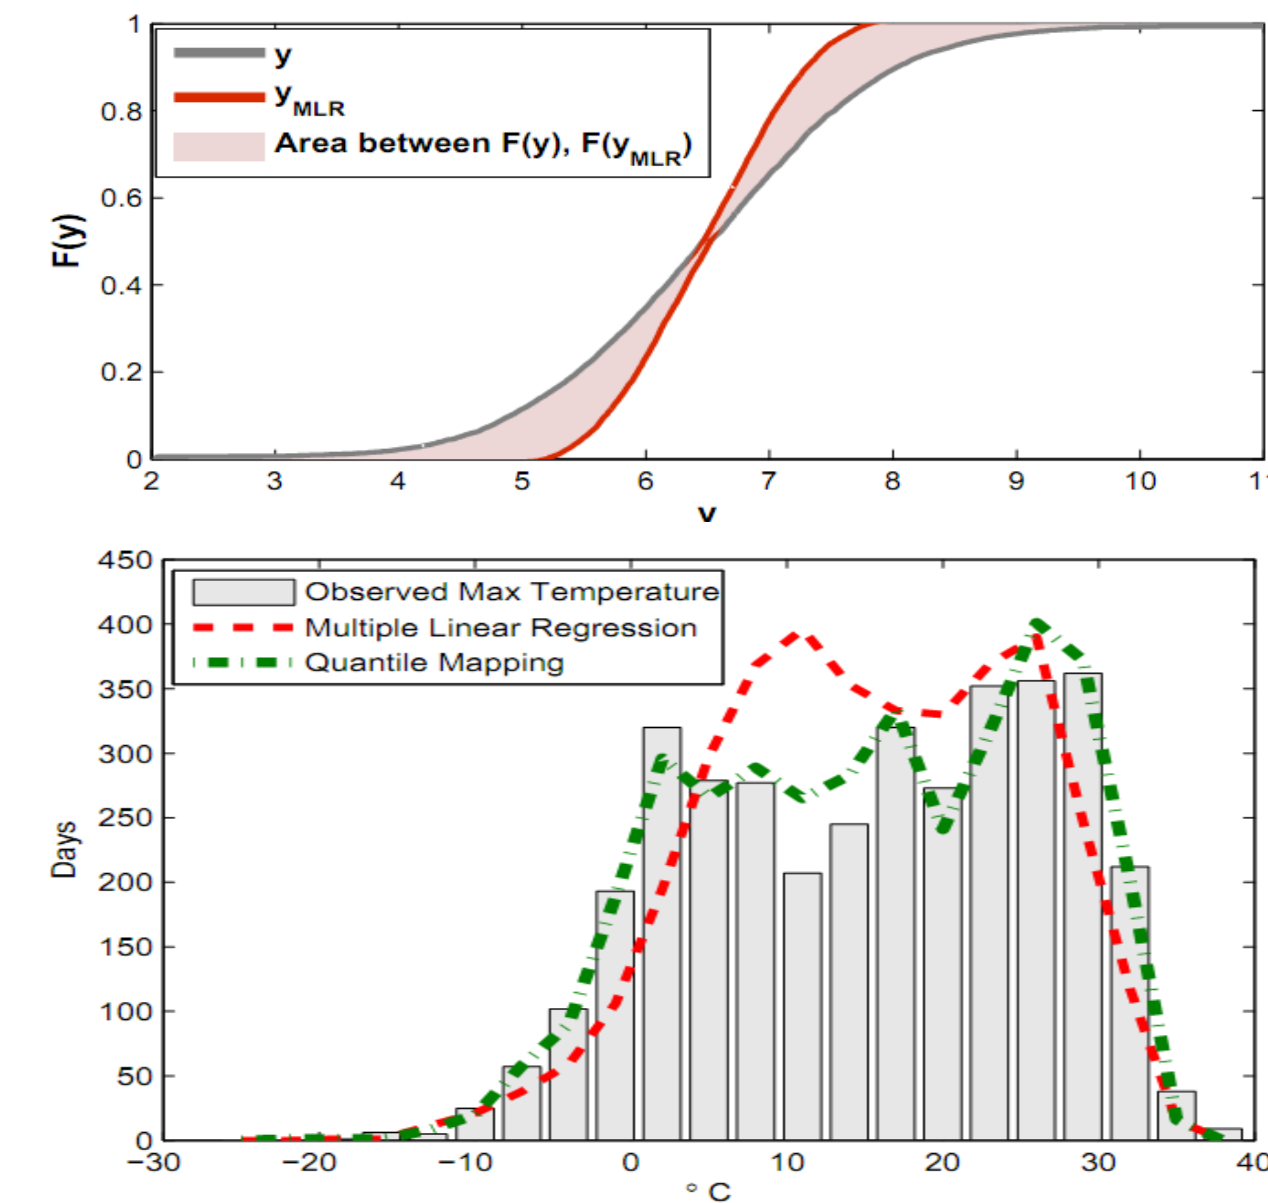 1
0.8
0.6
0.4
0.2
0
F(y)
y
yMLR
Area between F(y), F(yMLR)
2 3 4 5 6 7 8 9 10 11
y
450
400
350
300
250
200
150
100
50
0
Days
Observed Max Temperature
Multiple Linear Regression
Quantile Mapping
−30 −20 −10 0 10 20 30 40
° C